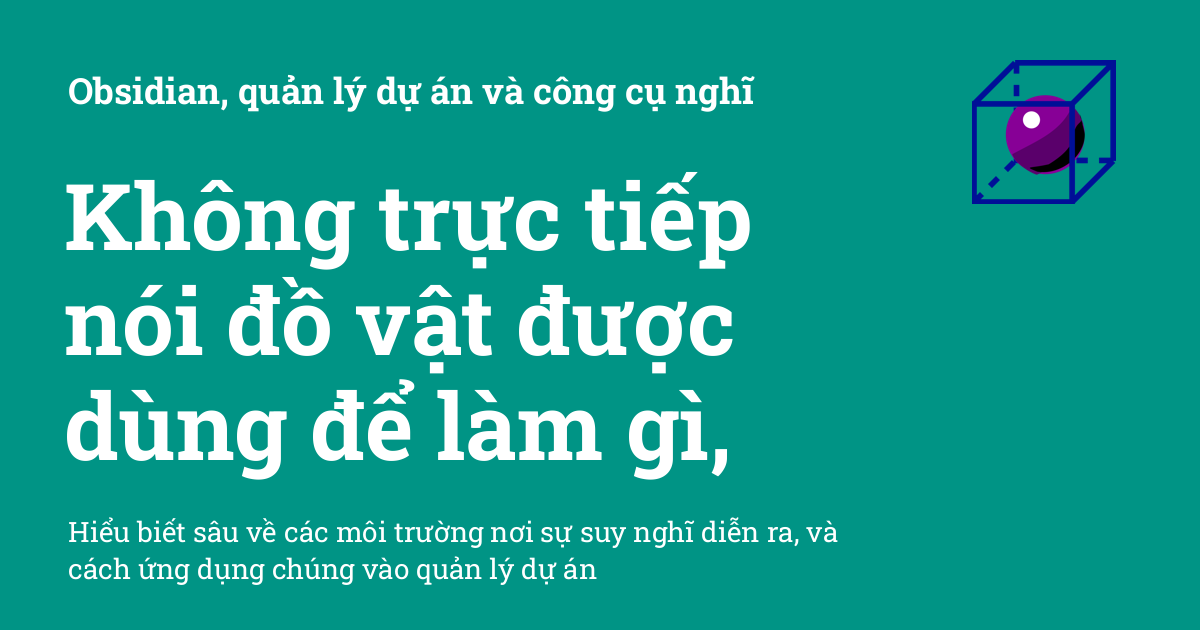 Obsidian, quản lý dự án và công cụ nghĩ
Không trực tiếp
nói đồ vật được
dùng để làm gì,
Hiểu biết sâu về các môi trường nơi sự suy nghĩ diễn ra, và
cách ứng dụng chúng vào quản lý dự án